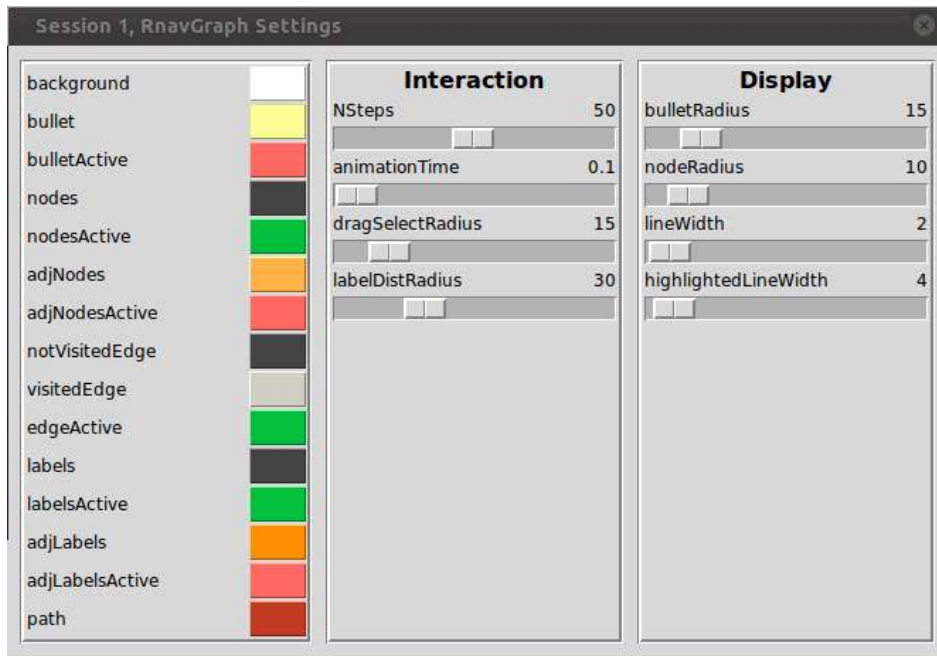 Session 1, RnavGraph Settings
background
bullet
bulletActive
nodes
nodesActive
adjNodes
adjNodesActive
notVisitedEdge
visitedEdge
edgeActive
labels
labelsActive
adjLabels
adjLabelsActive
path
Interaction
NSteps 50
animationTime 0.1
dragSelectRadius 15
labelDistRadius 30
Display
bulletRadius 15
nodeRadius 10
lineWidth 2
highlightedLineWidth 4